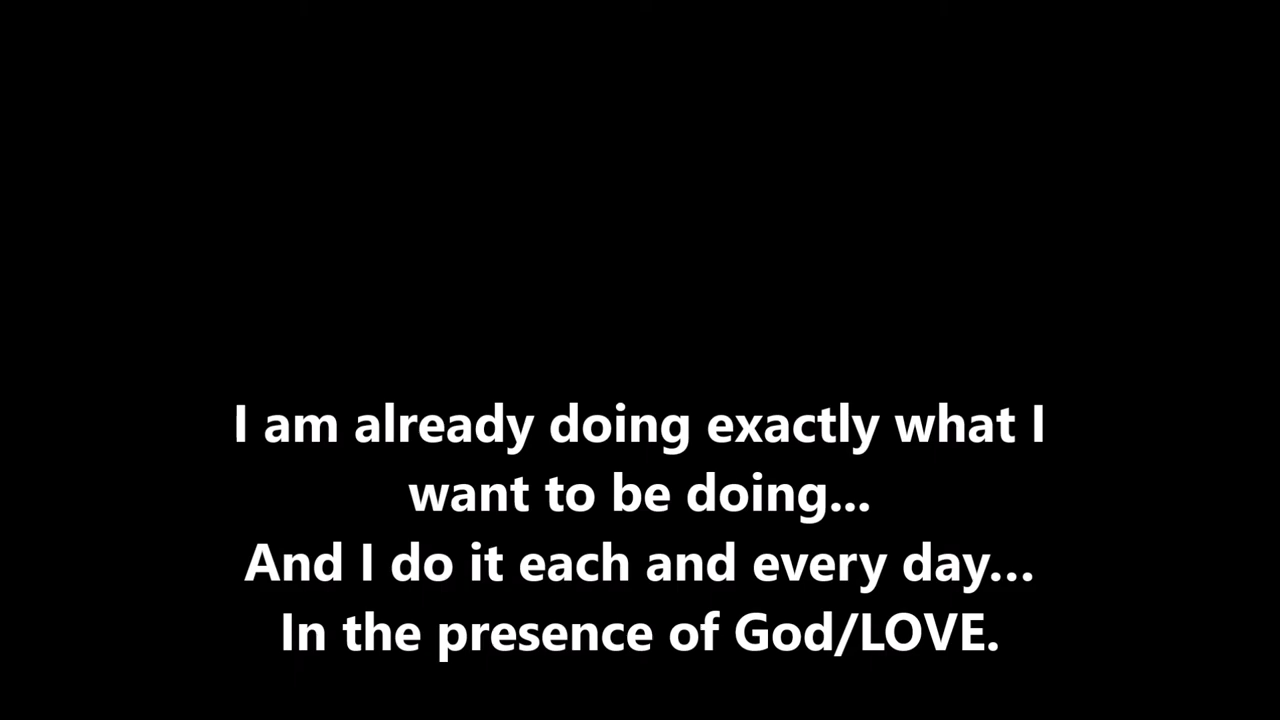 I am already doing exactly what I
want to be doing...
And I do it each and every day…
In the presence of God/LOVE.